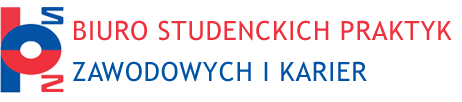 BIURO STUDENCKICH PRAKTYK
ZAWODOWYCH I KARIER